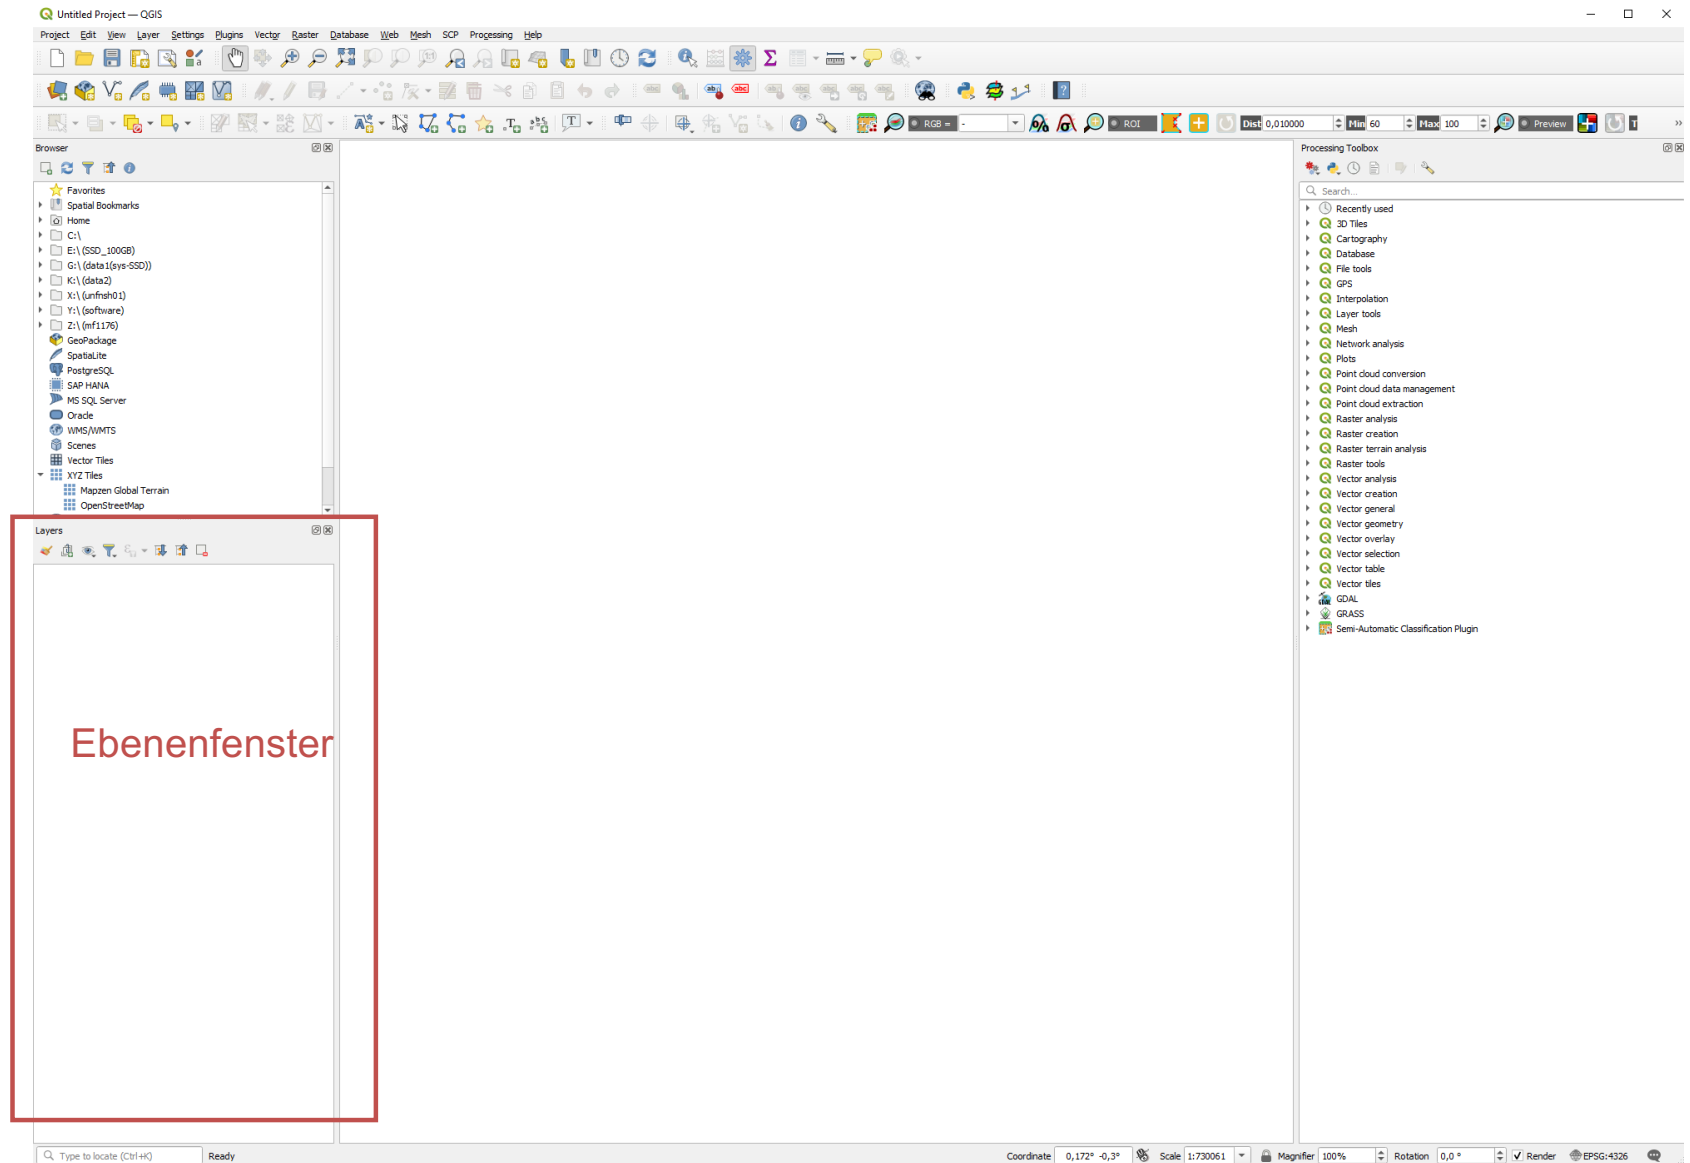 Untitled Project — QGIS
Project Edit View Layer Settings Plugins Vector Raster Database Web Mesh SCP Processing Help
RGB = - ROI Dist 0,010000 Min 60 Max 100 Preview T »
Browser
Favorites
Spatial Bookmarks
Home
C:\
E:\ (SSD_100GB)
G:\ (data1(sys-SSD))
K:\ (data2)
X:\ (unfnsh01)
Y:\ (software)
Z:\ (mf1176)
GeoPackage
SpatiaLite
PostgreSQL
SAP HANA
MS SQL Server
Oracle
WMS/WMTS
Scenes
Vector Tiles
XYZ Tiles
Mapzen Global Terrain
OpenStreetMap
Layers
Ebenenfenster
Processing Toolbox
Search...
Recently used
3D Tiles
Cartography
Database
File tools
GPS
Interpolation
Layer tools
Mesh
Network analysis
Plots
Point cloud conversion
Point cloud data management
Point cloud extraction
Raster analysis
Raster creation
Raster terrain analysis
Raster tools
Vector analysis
Vector creation
Vector general
Vector geometry
Vector overlay
Vector selection
Vector table
Vector tiles
GDAL
GRASS
Semi-Automatic Classification Plugin
Type to locate (Ctrl+K) Ready Coordinate 0,172° -0,3° Scale 1:730061 Magnifier 100% Rotation 0,0 ° Render EPSG:4326